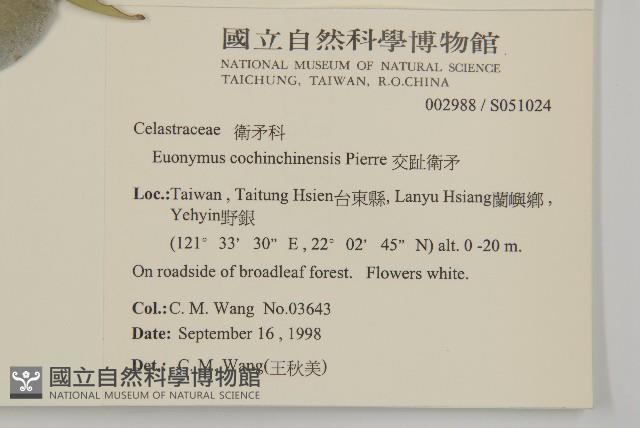 國立自然科學博物館
NATIONAL MUSEUM OF NATURAL SCIENCE
TAICHUNG, TAIWAN, R.O.CHINA
002988 / S051024
Celastraceae 衛矛科
Euonymus cochinchinensis Pierre 交趾衛矛
Loc.:Taiwan , Taitung Hsien台東縣, Lanyu Hsiang蘭嶼鄉 ,
Yehyin野銀
(121° 33’ 30” E , 22° 02’ 45” N) alt. 0 -20 m.
On roadside of broadleaf forest. Flowers white.
Col.: C. M. Wang No.03643
Date: September 16 , 1998
Det.: C. M. Wang(王秋美)
國立自然科學博物館
NATIONAL MUSEUM OF NATURAL SCIENCE